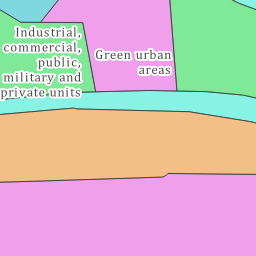 Industrial,
commercial,
public,
military and
private units
Green urban
areas